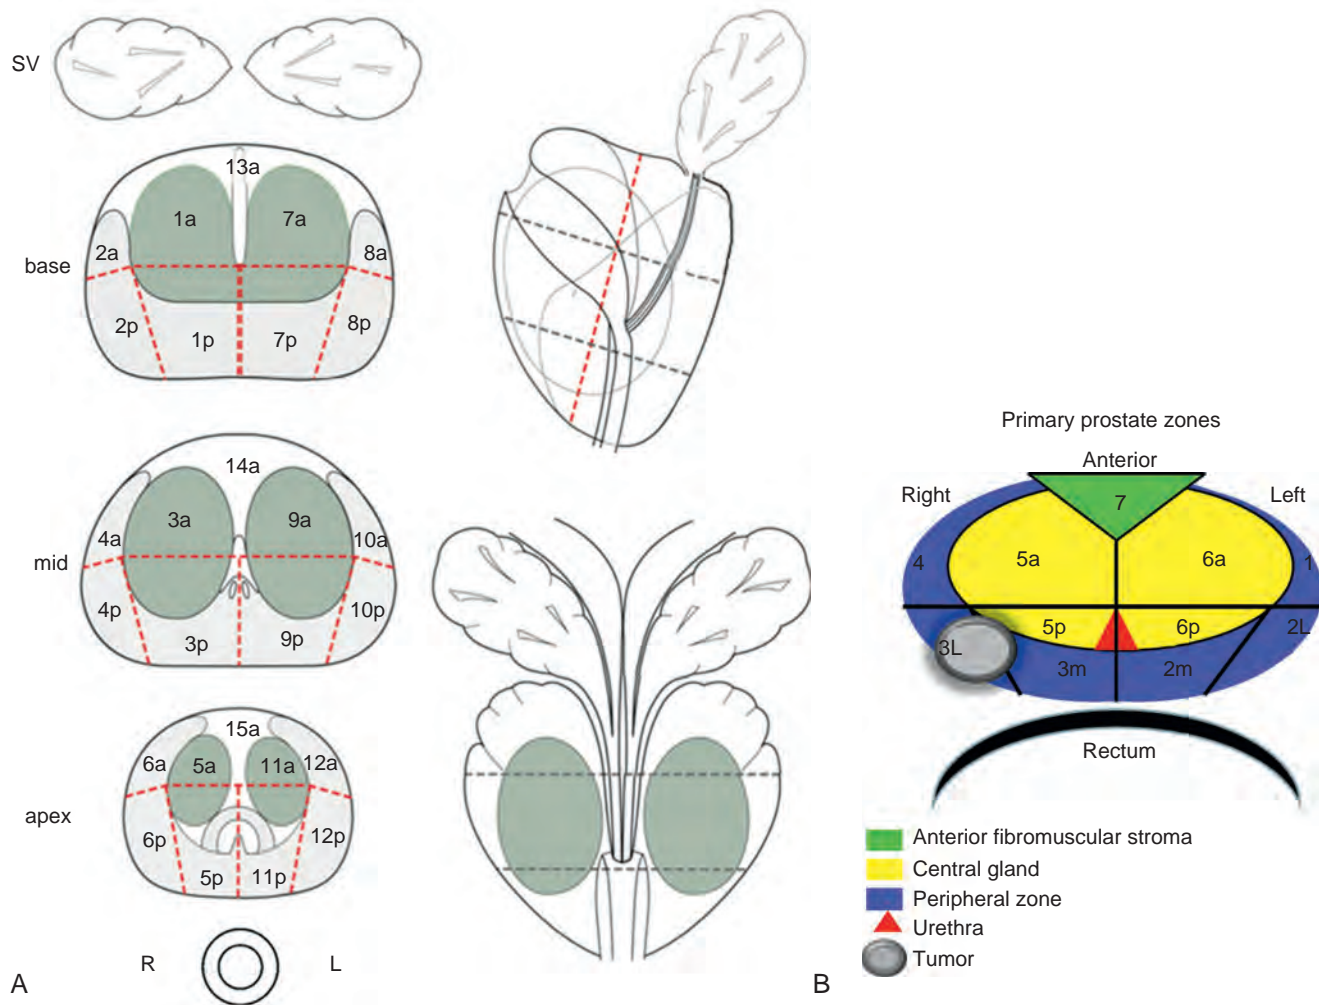 SV
13a
1a 7a
2a 8a
base
2p 8p
1p 7p
14a
3a 9a
4a 10a
mid
4p 10p
3p 9p
15a
6a 5a 11a 12a
apex
6p 12p
5p 11p
R L
A
Primary prostate zones
Anterior
Right Left
7
4 5a 6a 1
5p 6p 2L
3L 3m 2m
Rectum
Anterior fibromuscular stroma
Central gland
Peripheral zone
Urethra
Tumor
B